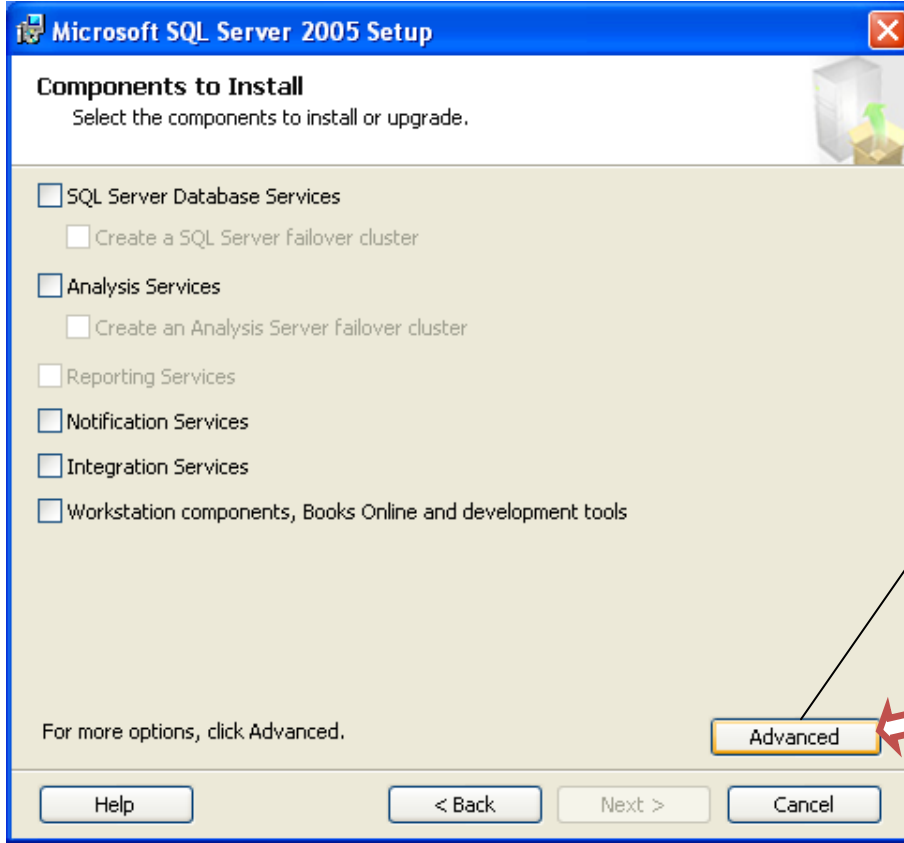 Microsoft SQL Server 2005 Setup
Components to Install
Select the components to install or upgrade.
SQL Server Database Services
Create a SQL Server failover cluster
Analysis Services
Create an Analysis Server failover cluster
Reporting Services
Notification Services
Integration Services
Workstation components, Books Online and development tools
For more options, click Advanced.
Advanced
Help
< Back
Next >
Cancel